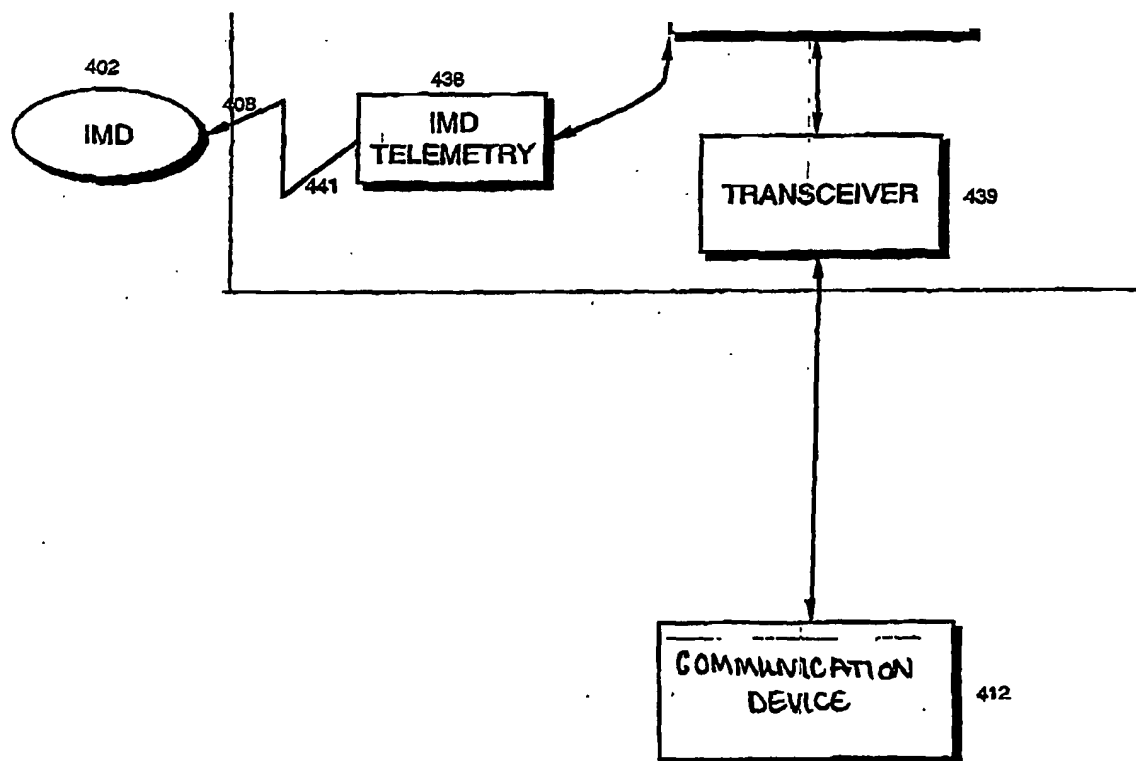 402
IMD
408
441
438
IMD
TELEMETRY
TRANSCEIVER
439
COMMUNICATION
DEVICE
412